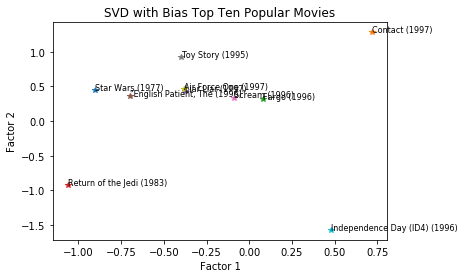 SVD with Bias Top Ten Popular Movies
Contact (1997)
Toy Story (1995)
Star Wars (1977)
Air Force One (1997)
Liar Liar (1997)
English Patient, The (1996)
Scream (1996)
Fargo (1996)
Return of the Jedi (1983)
Independence Day (ID4) (1996)
1.0
0.5
0.0
−0.5
−1.0
−1.5
Factor 2
−1.00
−0.75
−0.50
−0.25
0.00
0.25
0.50
0.75
Factor 1